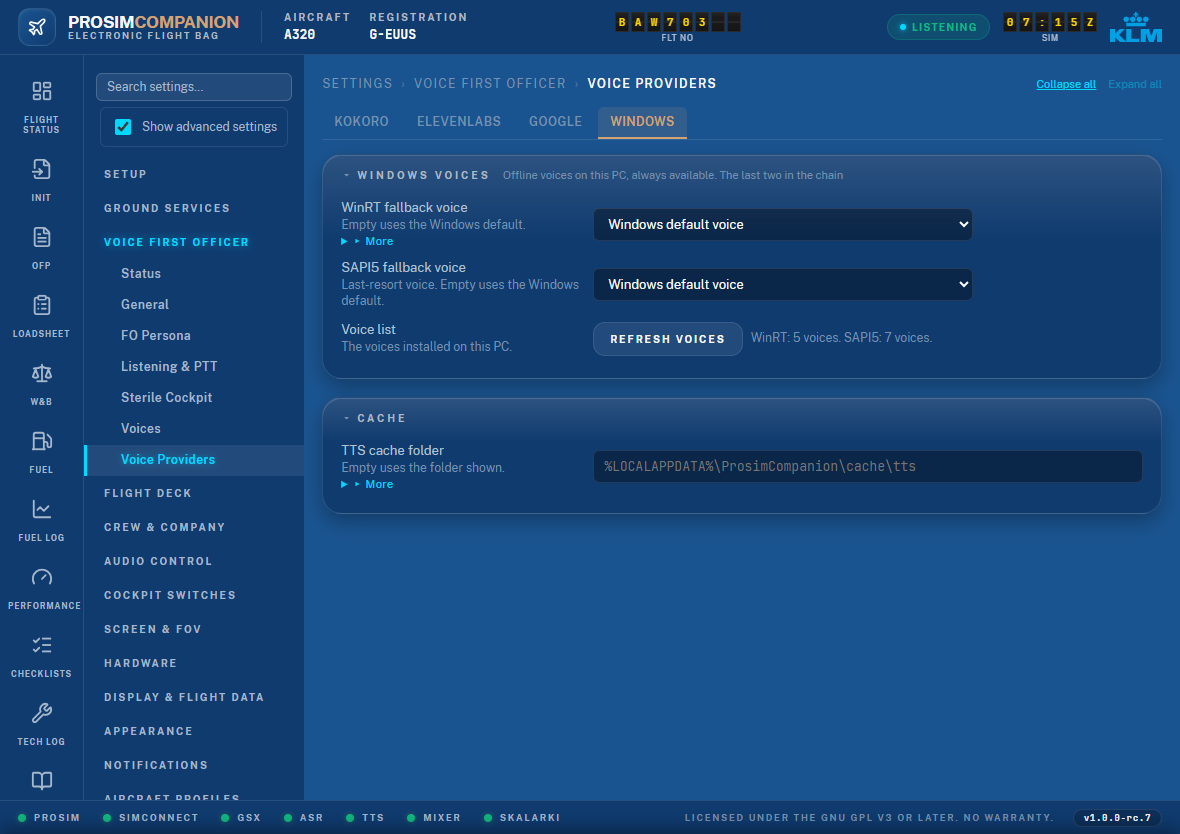 PROSIMCOMPANION
ELECTRONIC FLIGHT BAG
AIRCRAFT
A320
REGISTRATION
G-EUUS
BAW703
FLT NO
LISTENING
07:15Z
SIM
KLM
FLIGHT STATUS
INIT
OFP
LOADSHEET
W&B
FUEL
FUEL LOG
PERFORMANCE
CHECKLISTS
TECH LOG
Search settings...
Show advanced settings
SETUP
GROUND SERVICES
VOICE FIRST OFFICER
Status
General
FO Persona
Listening & PTT
Sterile Cockpit
Voices
Voice Providers
FLIGHT DECK
CREW & COMPANY
AUDIO CONTROL
COCKPIT SWITCHES
SCREEN & FOV
HARDWARE
DISPLAY & FLIGHT DATA
APPEARANCE
NOTIFICATIONS
AIRCRAFT PROFILES
SETTINGS › VOICE FIRST OFFICER › VOICE PROVIDERS
Collapse all Expand all
KOKORO ELEVENLABS GOOGLE WINDOWS
WINDOWS VOICES Offline voices on this PC, always available. The last two in the chain
WinRT fallback voice
Empty uses the Windows default.
More
Windows default voice
SAPI5 fallback voice
Last-resort voice. Empty uses the Windows
default.
Windows default voice
Voice list
The voices installed on this PC.
REFRESH VOICES WinRT: 5 voices. SAPI5: 7 voices.
CACHE
TTS cache folder
Empty uses the folder shown.
More
%LOCALAPPDATA%\ProsimCompanion\cache\tts
PROSIM SIMCONNECT GSX ASR TTS MIXER SKALARKI
LICENSED UNDER THE GNU GPL V3 OR LATER. NO WARRANTY. v1.0.0-rc.7